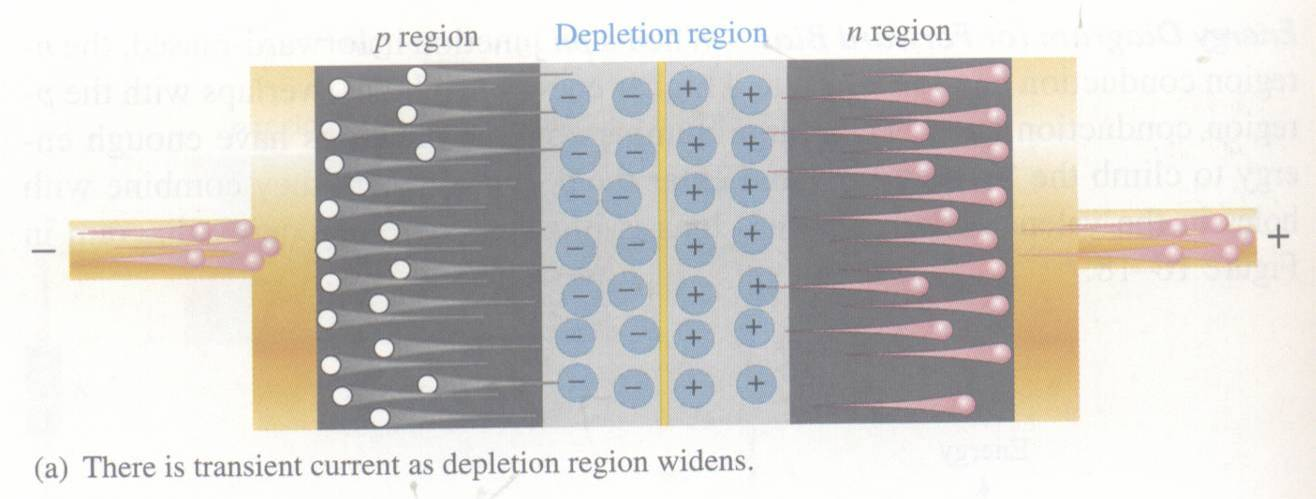 p region Depletion region n region
− − + +
− − + +
− − + +
− − − + + +
− − + +
− − + +
− − + +
(a) There is transient current as depletion region widens.